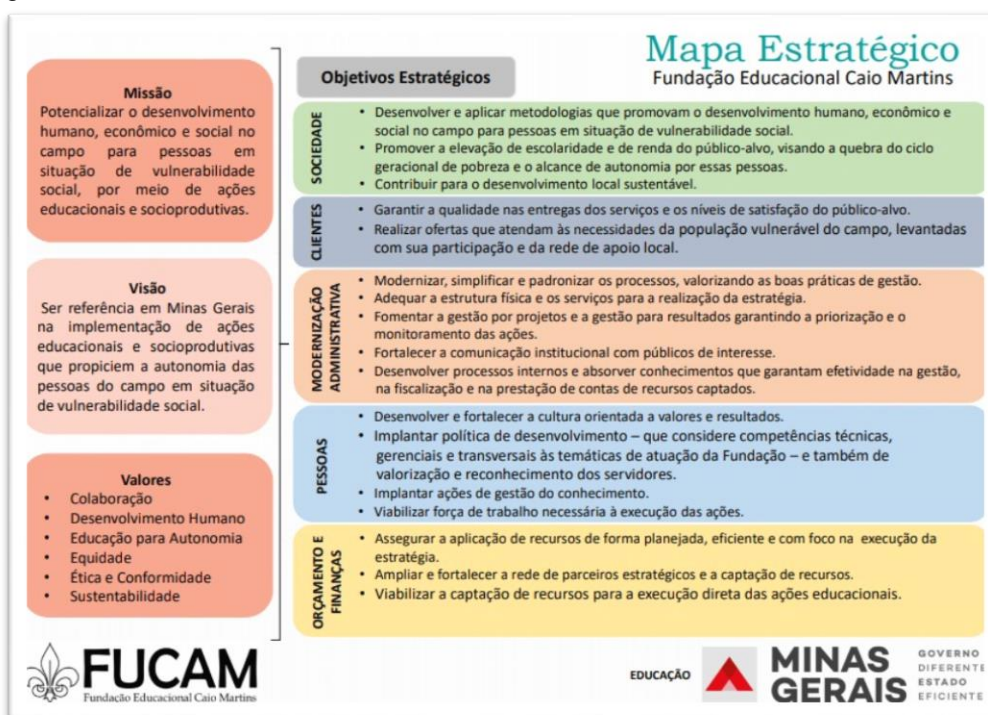 Mapa Estratégico
Fundação Educacional Caio Martins
Missão
Potencializar o desenvolvimento
humano, econômico e social no
campo para pessoas em
situação de vulnerabilidade
social, por meio de ações
educacionais e socioprodutivas.
Visão
Ser referência em Minas Gerais
na implementação de ações
educacionais e socioprodutivas
que propiciem a autonomia das
pessoas do campo em situação
de vulnerabilidade social.
Valores
• Colaboração
• Desenvolvimento Humano
• Educação para Autonomia
• Equidade
• Ética e Conformidade
• Sustentabilidade
Objetivos Estratégicos
SOCIEDADE
• Desenvolver e aplicar metodologias que promovam o desenvolvimento humano, econômico e
social no campo para pessoas em situação de vulnerabilidade social.
• Promover a elevação de escolaridade e de renda do público-alvo, visando a quebra do ciclo
geracional de pobreza e o alcance de autonomia por essas pessoas.
• Contribuir para o desenvolvimento local sustentável.
CLIENTES
• Garantir a qualidade nas entregas dos serviços e os níveis de satisfação do público-alvo.
• Realizar ofertas que atendam às necessidades da população vulnerável do campo, levantadas
com sua participação e da rede de apoio local.
MODERNIZAÇÃO
ADMINISTRATIVA
• Modernizar, simplificar e padronizar os processos, valorizando as boas práticas de gestão.
• Adequar a estrutura física e os serviços para a realização da estratégia.
• Fomentar a gestão por projetos e a gestão para resultados garantindo a priorização e o
monitoramento das ações.
• Fortalecer a comunicação institucional com públicos de interesse.
• Desenvolver processos internos e absorver conhecimentos que garantam efetividade na gestão,
na fiscalização e na prestação de contas de recursos captados.
PESSOAS
• Desenvolver e fortalecer a cultura orientada a valores e resultados.
• Implantar política de desenvolvimento – que considere competências técnicas,
gerenciais e transversais às temáticas de atuação da Fundação – e também de
valorização e reconhecimento dos servidores.
• Implantar ações de gestão do conhecimento.
• Viabilizar força de trabalho necessária à execução das ações.
ORÇAMENTO E
FINANÇAS
• Assegurar a aplicação de recursos de forma planejada, eficiente e com foco na execução da
estratégia.
• Ampliar e fortalecer a rede de parceiros estratégicos e a captação de recursos.
• Viabilizar a captação de recursos para a execução direta das ações educacionais.
FUCAM
Fundação Educacional Caio Martins
EDUCAÇÃO
MINAS
GERAIS
GOVERNO
DIFERENTE
ESTADO
EFICIENTE